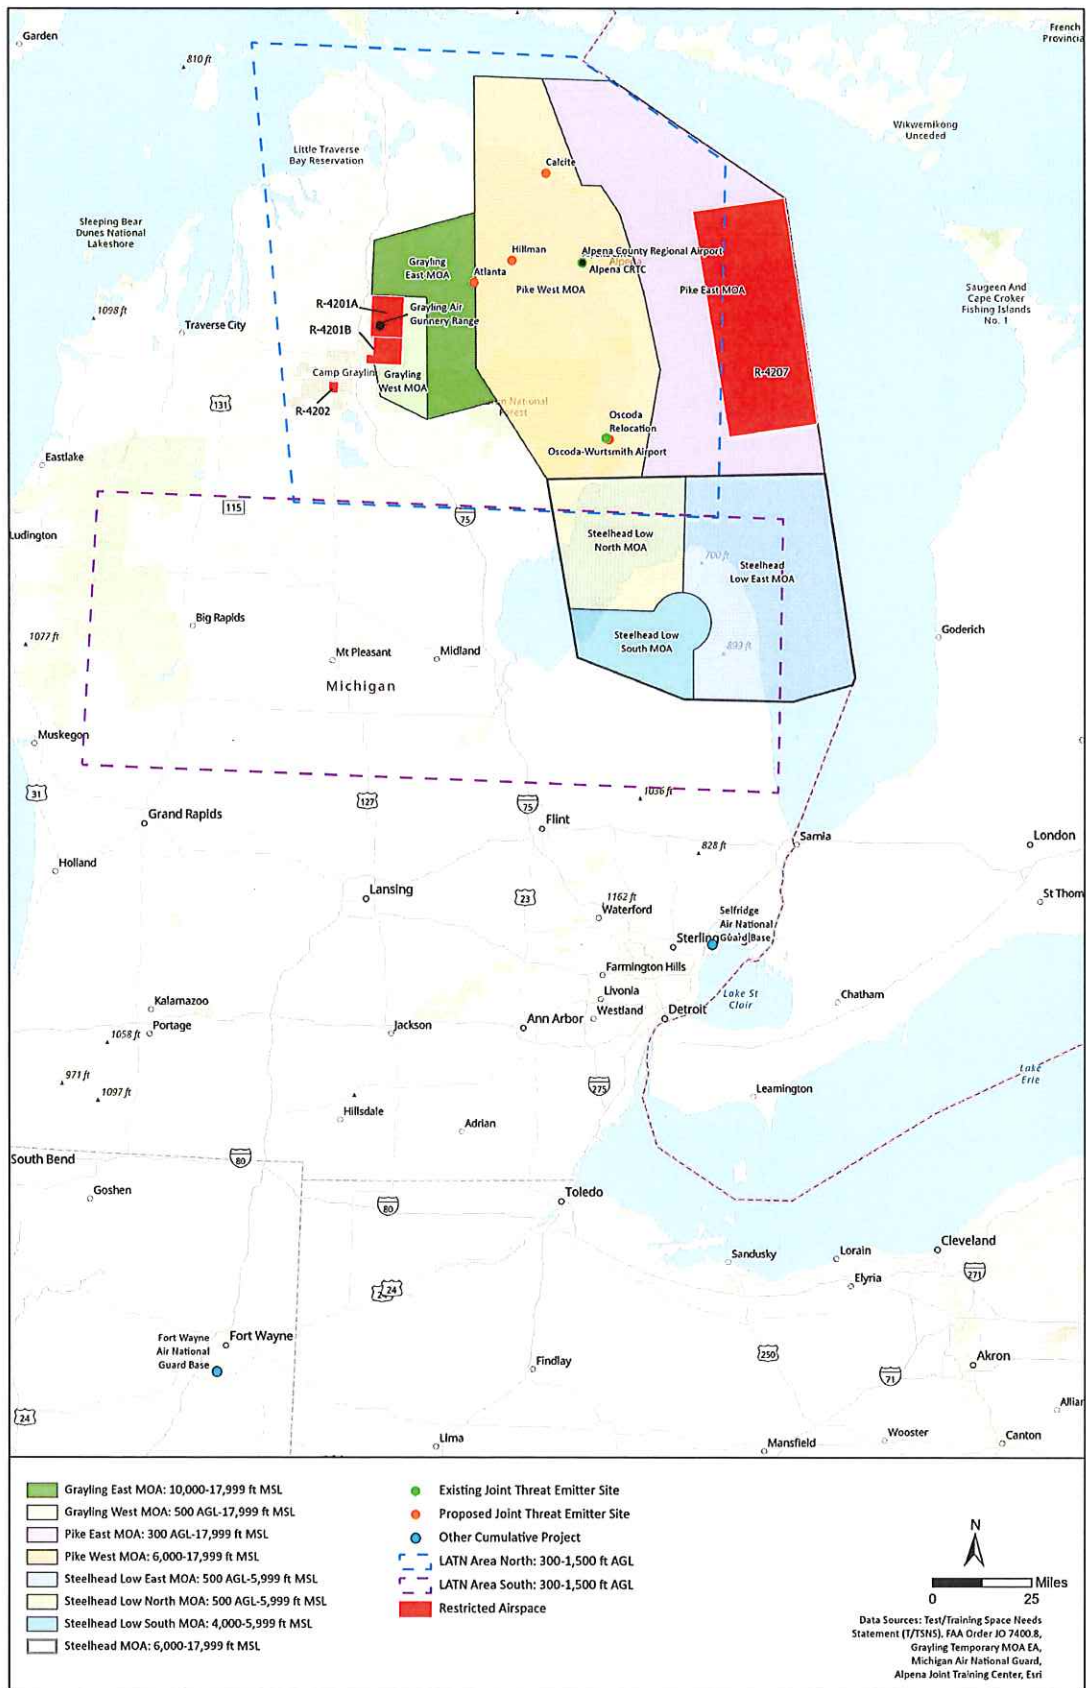 Garden
French
Provincia
810 ft
Wikwemikong
Unceded
Little Traverse
Bay Reservation
Calcite
Sleeping Bear
Dunes National
Lakeshore
Grayling
East MOA
Hillman
Alpena County Regional Airport
Alpena
Alpena CRTC
Atlanta
Pike West MOA
Pike East MOA
Saugeen And
Cape Croker
Fishing Islands
No. 1
R-4201A
Grayling Air
Gunnery Range
1098 ft
Traverse City
R-4201B
Camp Graylin
Grayling
West MOA
R-4207
131
R-4202
National
Forest
Oscoda
Relocation
Oscoda-Wurtsmith Airport
Eastlake
115
75
Ludington
Steelhead Low
North MOA
700 ft
Steelhead
Low East MOA
Big Rapids
1077 ft
Goderich
Steelhead Low
South MOA
899 ft
Mt Pleasant
Midland
Michigan
Muskegon
31
127
75
1036 ft
Grand Rapids
Flint
Sarnia
London
828 ft
Holland
Lansing
23
1162 ft
Waterford
St Thom
Selfridge
Air National
Guard Base
Sterling
Farmington Hills
Livonia
Westland
Lake St
Clair
Chatham
Kalamazoo
Portage
Jackson
Ann Arbor
Detroit
1058 ft
971 ft
1097 ft
275
Leamington
Lake
Erie
Hillsdale
Adrian
South Bend
80
Goshen
80
Toledo
Cleveland
Sandusky
Lorain
Elyria
271
24
Fort Wayne
Air National
Guard Base
Fort Wayne
Findlay
250
71
Akron
24
Allian
Lima
Mansfield
Wooster
Canton
Grayling East MOA: 10,000-17,999 ft MSL
Grayling West MOA: 500 AGL-17,999 ft MSL
Pike East MOA: 300 AGL-17,999 ft MSL
Pike West MOA: 6,000-17,999 ft MSL
Steelhead Low East MOA: 500 AGL-5,999 ft MSL
Steelhead Low North MOA: 500 AGL-5,999 ft MSL
Steelhead Low South MOA: 4,000-5,999 ft MSL
Steelhead MOA: 6,000-17,999 ft MSL
Existing Joint Threat Emitter Site
Proposed Joint Threat Emitter Site
Other Cumulative Project
LATN Area North: 300-1,500 ft AGL
LATN Area South: 300-1,500 ft AGL
Restricted Airspace
N
Miles
0 25
Data Sources: Test/Training Space Needs
Statement (T/TSNS), FAA Order JO 7400.8,
Grayling Temporary MOA EA,
Michigan Air National Guard,
Alpena Joint Training Center, Esri